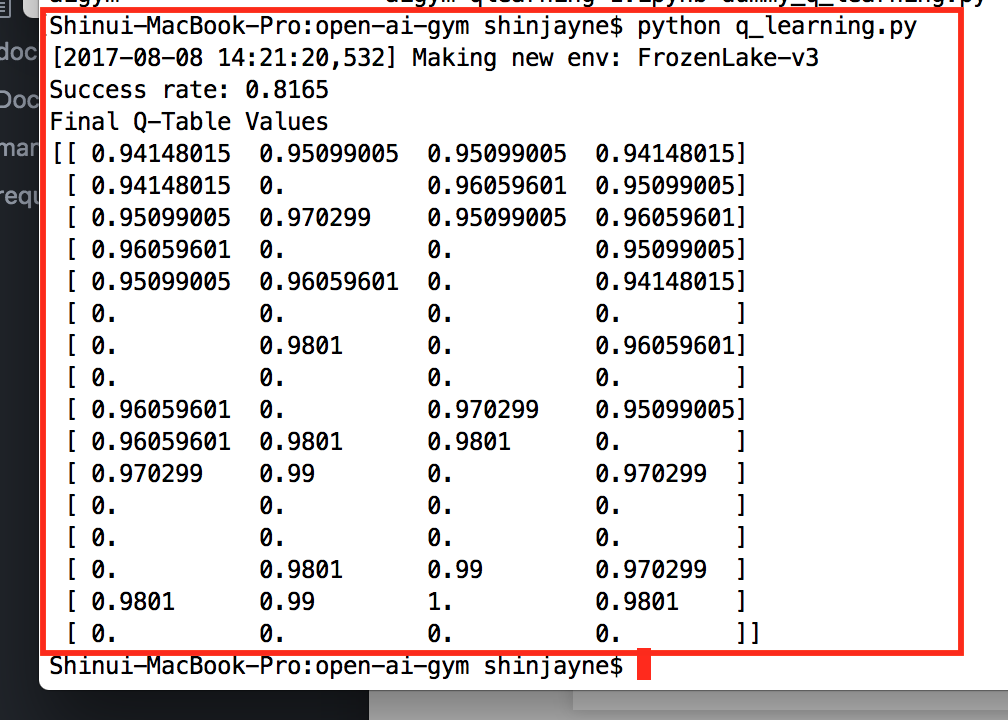 Shinui-MacBook-Pro:open-ai-gym shinjayne$ python q_learning.py
[2017-08-08 14:21:20,532] Making new env: FrozenLake-v3
Success rate: 0.8165
Final Q-Table Values
[[ 0.94148015  0.95099005  0.95099005  0.94148015]
 [ 0.94148015  0.          0.96059601  0.95099005]
 [ 0.95099005  0.970299    0.95099005  0.96059601]
 [ 0.96059601  0.          0.          0.95099005]
 [ 0.95099005  0.96059601  0.          0.94148015]
 [ 0.          0.          0.          0.        ]
 [ 0.          0.9801      0.          0.96059601]
 [ 0.          0.          0.          0.        ]
 [ 0.96059601  0.          0.970299    0.95099005]
 [ 0.96059601  0.9801      0.9801      0.        ]
 [ 0.970299    0.99        0.          0.970299  ]
 [ 0.          0.          0.          0.        ]
 [ 0.          0.          0.          0.        ]
 [ 0.          0.9801      0.99        0.970299  ]
 [ 0.9801      0.99        1.          0.9801    ]
 [ 0.          0.          0.          0.        ]]
Shinui-MacBook-Pro:open-ai-gym shinjayne$